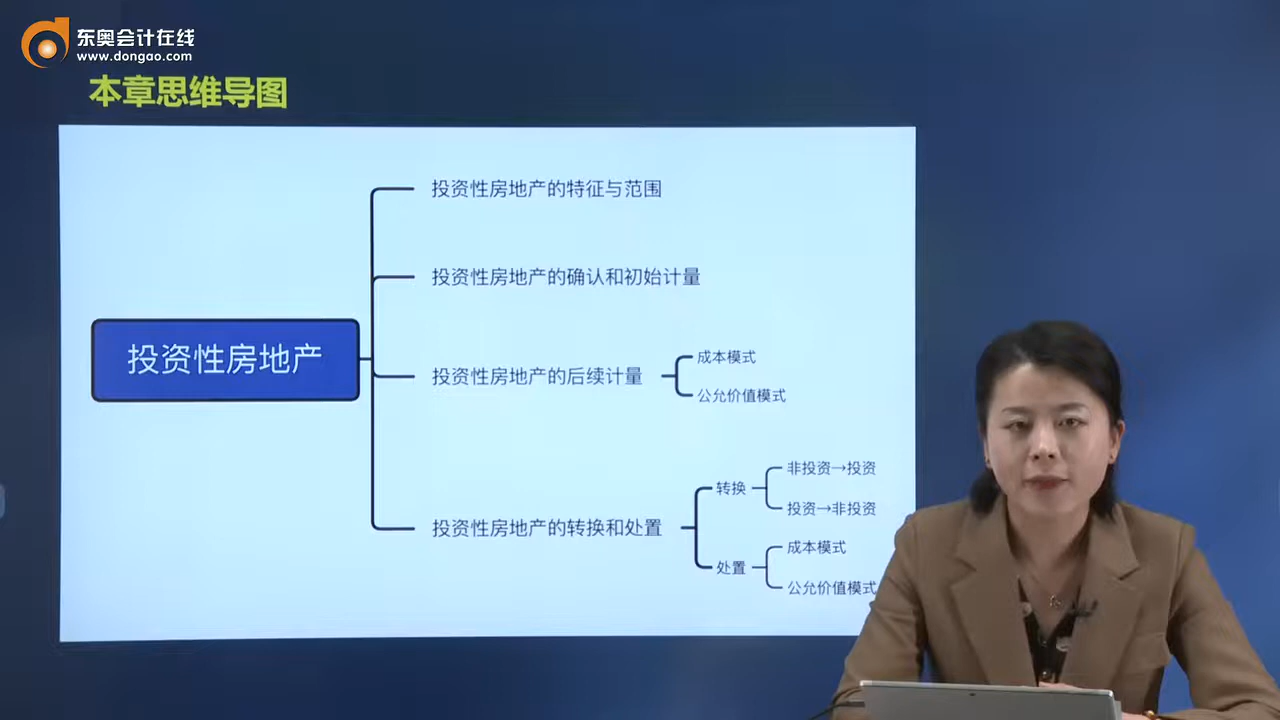 东奥会计在线
www.dongao.com
本章思维导图
投资性房地产
投资性房地产的特征与范围
投资性房地产的确认和初始计量
投资性房地产的后续计量
成本模式
公允价值模式
投资性房地产的转换和处置
转换
非投资→投资
投资→非投资
处置
成本模式
公允价值模式